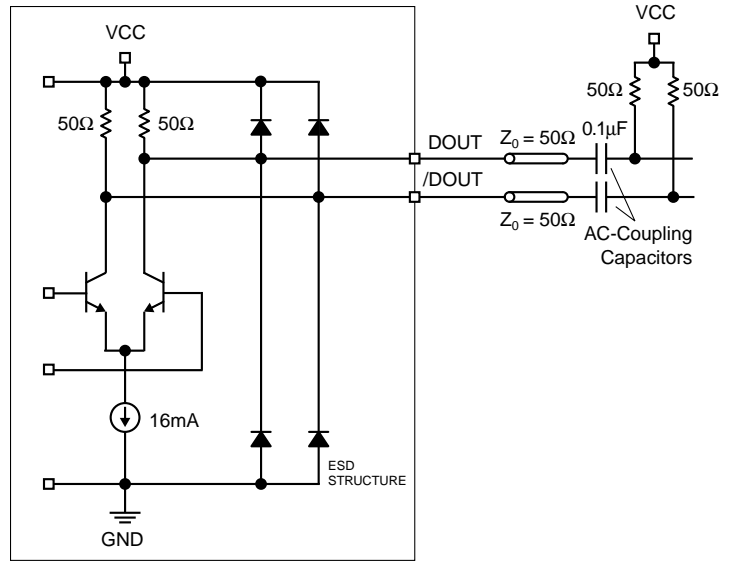 VCC
VCC
50Ω
50Ω
50Ω
50Ω
DOUT
Z0 = 50Ω
0.1µF
/DOUT
Z0 = 50Ω
AC-Coupling
Capacitors
16mA
ESD
STRUCTURE
GND